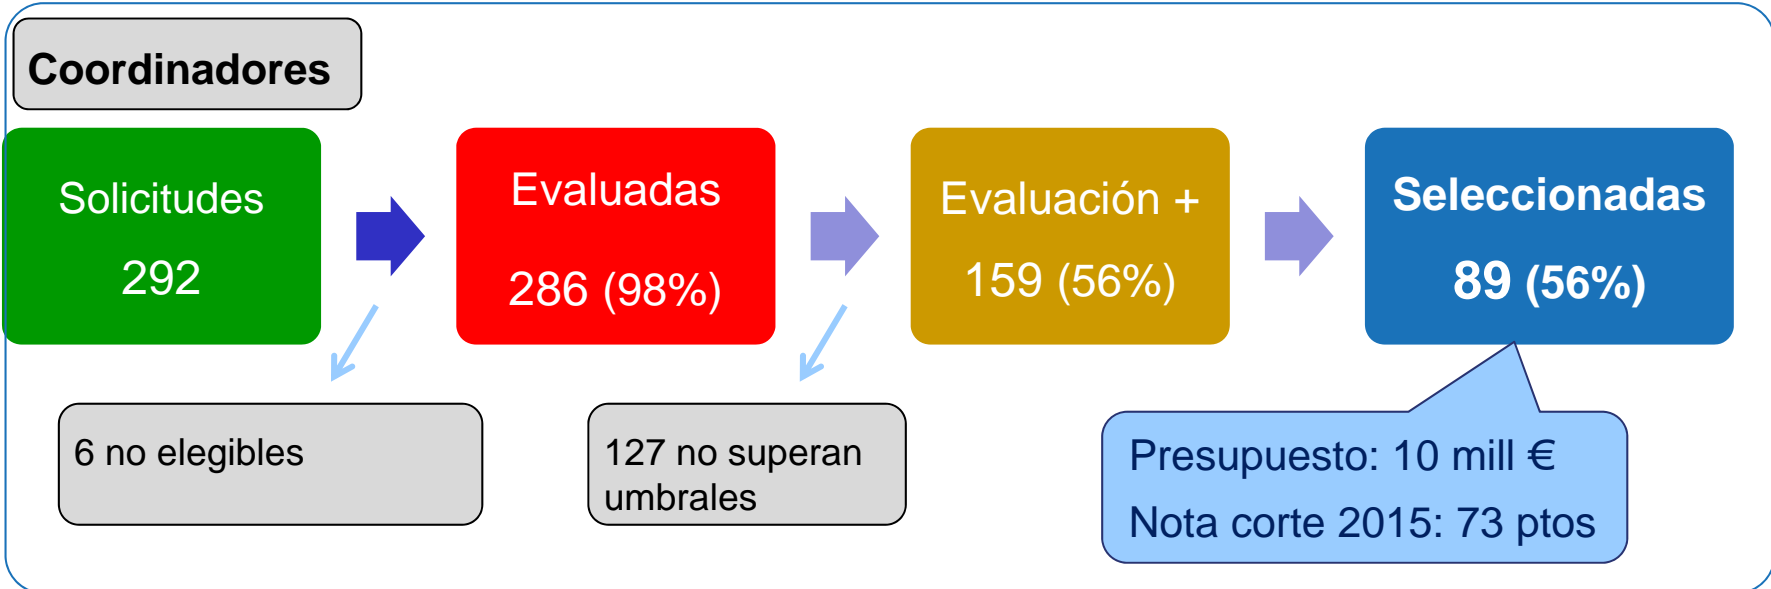 Coordinadores
Solicitudes
292
Evaluadas
286 (98%)
Evaluación +
159 (56%)
Seleccionadas
89 (56%)
6 no elegibles
127 no superan
umbrales
Presupuesto: 10 mill €
Nota corte 2015: 73 ptos